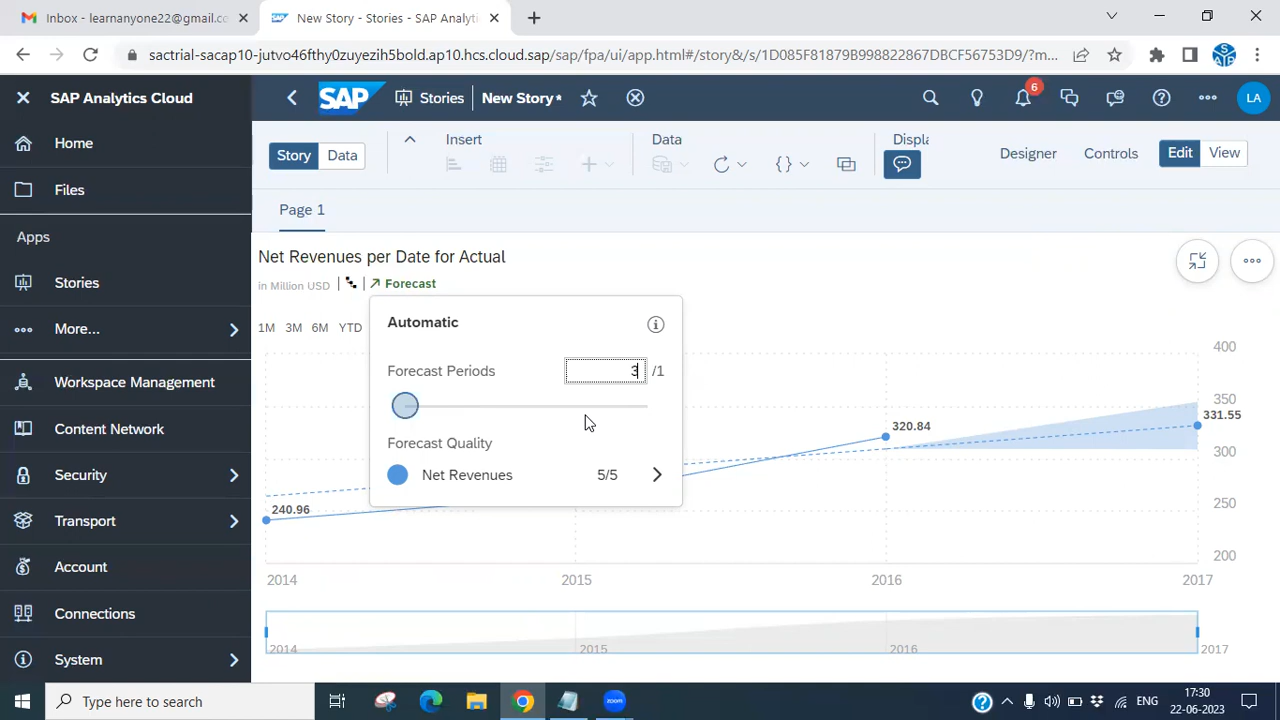 Inbox - learnanyone22@gmail.co
New Story - Stories - SAP Analyti
sactrial-sacap10-jutvo46fthy0zuyezih5bold.ap10.hcs.cloud.sap/sap/fpa/ui/app.html#/story&/s/1D085F81879B998822867DBCF56753D9/?m...
SAP Analytics Cloud
SAP
Stories
New Story*
6
LA
Home
Files
Apps
Stories
More...
Workspace Management
Content Network
Security
Transport
Account
Connections
System
Story
Data
Insert
Data
Displa
Designer
Controls
Edit
View
Page 1
Net Revenues per Date for Actual
in Million USD
Forecast
1M 3M 6M YTD
Automatic
Forecast Periods
3 /1
Forecast Quality
Net Revenues 5/5
400
350
300
250
200
240.96
320.84
331.55
2014 2015 2016 2017
2014 2015 2016 2017
Type here to search
zoom
ENG
17:30
22-06-2023